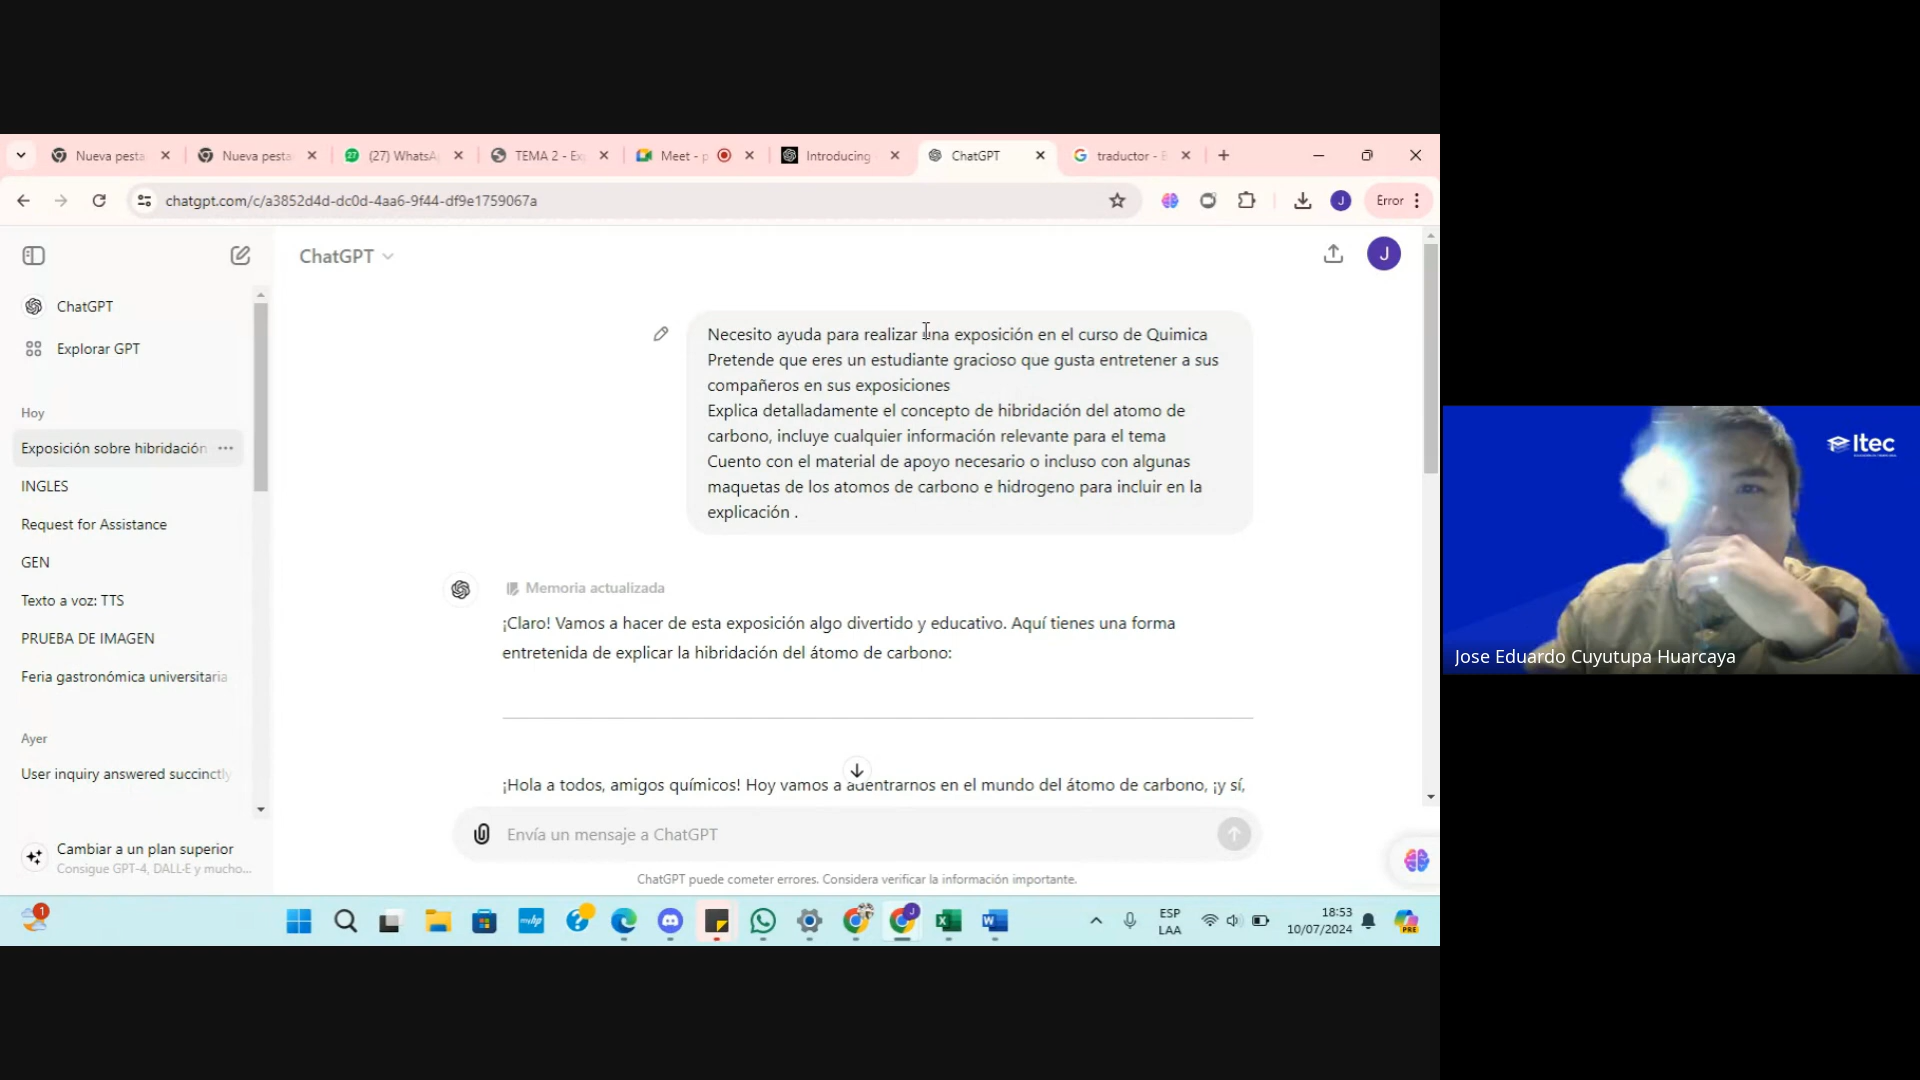 Nueva pesta
Nueva pesta
(27) WhatsA
TEMA 2 - Ex
Meet - p
Introducing
ChatGPT
traductor - B
chatgpt.com/c/a3852d4d-dc0d-4aa6-9f44-df9e1759067a
J
Error
ChatGPT
J
ChatGPT
Explorar GPT
Hoy
Exposición sobre hibridación
INGLES
Request for Assistance
GEN
Texto a voz: TTS
PRUEBA DE IMAGEN
Feria gastronómica universitaria
Ayer
User inquiry answered succinctly
Cambiar a un plan superior
Consigue GPT-4, DALL·E y mucho...
Necesito ayuda para realizar una exposición en el curso de Quimica
Pretende que eres un estudiante gracioso que gusta entretener a sus
compañeros en sus exposiciones
Explica detalladamente el concepto de hibridación del atomo de
carbono, incluye cualquier información relevante para el tema
Cuento con el material de apoyo necesario o incluso con algunas
maquetas de los atomos de carbono e hidrogeno para incluir en la
explicación .
Memoria actualizada
¡Claro! Vamos a hacer de esta exposición algo divertido y educativo. Aquí tienes una forma
entretenida de explicar la hibridación del átomo de carbono:
¡Hola a todos, amigos químicos! Hoy vamos a adentrarnos en el mundo del átomo de carbono, ¡y sí,
Envía un mensaje a ChatGPT
ChatGPT puede cometer errores. Considera verificar la información importante.
1
myhp
J
ESP
LAA
18:53
10/07/2024
PRE
Itec
Jose Eduardo Cuyutupa Huarcaya